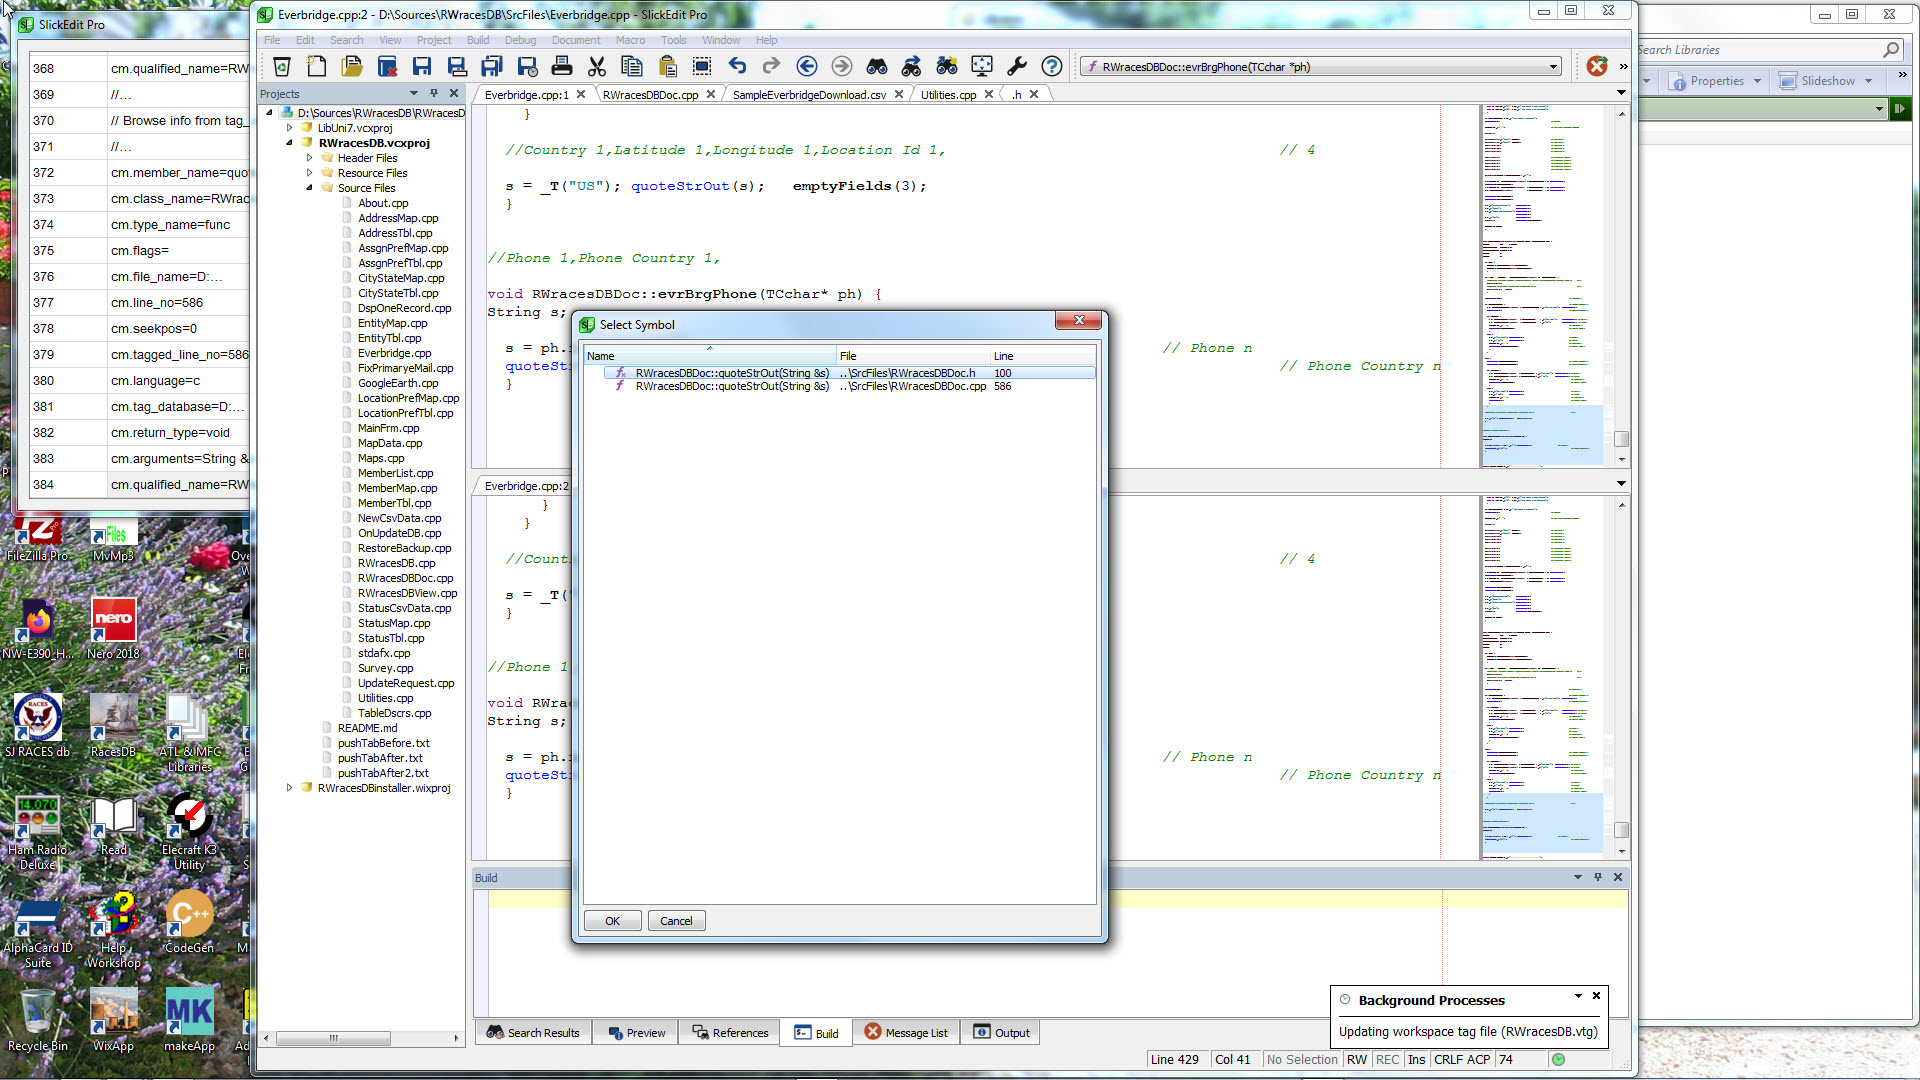 SlickEdit Pro
368 cm.qualified_name=RW
369 //...
370 // Browse info from tag_
371 //...
372 cm.member_name=quo
373 cm.class_name=RWrac
374 cm.type_name=func
375 cm.flags=
376 cm.file_name=D:...
377 cm.line_no=586
378 cm.seekpos=0
379 cm.tagged_line_no=586
380 cm.language=c
381 cm.tag_database=D:...
382 cm.return_type=void
383 cm.arguments=String &
384 cm.qualified_name=RW
FileZilla Pro
MvMp3
NW-E390_H...
Nero 2018
SJ RACES db
RacesDB
ATL & MFC Libraries
Ham Radio Deluxe
Read
Elecraft K3 Utility
AlphaCard ID Suite
Help Workshop
CodeGen
Recycle Bin
WixApp
makeApp
Everbridge.cpp:2 - D:\Sources\RWracesDB\SrcFiles\Everbridge.cpp - SlickEdit Pro
File Edit Search View Project Build Debug Document Macro Tools Window Help
RWracesDBDoc::evrBrgPhone(TCchar *ph)
Projects
D:\Sources\RWracesDB\RWracesD
LibUni7.vcxproj
RWracesDB.vcxproj
Header Files
Resource Files
Source Files
About.cpp
AddressMap.cpp
AddressTbl.cpp
AssgnPrefMap.cpp
AssgnPrefTbl.cpp
CityStateMap.cpp
CityStateTbl.cpp
DspOneRecord.cpp
EntityMap.cpp
EntityTbl.cpp
Everbridge.cpp
FixPrimaryeMail.cpp
GoogleEarth.cpp
LocationPrefMap.cpp
LocationPrefTbl.cpp
MainFrm.cpp
MapData.cpp
Maps.cpp
MemberList.cpp
MemberMap.cpp
MemberTbl.cpp
NewCsvData.cpp
OnUpdateDB.cpp
RestoreBackup.cpp
RWracesDB.cpp
RWracesDBDoc.cpp
RWracesDBView.cpp
StatusCsvData.cpp
StatusMap.cpp
StatusTbl.cpp
stdafx.cpp
Survey.cpp
UpdateRequest.cpp
Utilities.cpp
TableDscrs.cpp
README.md
pushTabBefore.txt
pushTabAfter.txt
pushTabAfter2.txt
RWracesDBinstaller.wixproj
Everbridge.cpp:1 RWracesDBDoc.cpp SampleEverbridgeDownload.csv Utilities.cpp .h
}
//Country 1,Latitude 1,Longitude 1,Location Id 1, // 4
s = _T("US"); quoteStrOut(s); emptyFields(3);
}
//Phone 1,Phone Country 1,
void RWracesDBDoc::evrBrgPhone(TCchar* ph) {
String s;
s = ph. // Phone n
quoteSt // Phone Country n
}
Everbridge.cpp:2
}
}
//Count // 4
s = _T("
}
//Phone 1
void RWra
String s;
s = ph. // Phone n
quoteSt // Phone Country n
}
Select Symbol
Name File Line
RWracesDBDoc::quoteStrOut(String &s) ..\SrcFiles\RWracesDBDoc.h 100
RWracesDBDoc::quoteStrOut(String &s) ..\SrcFiles\RWracesDBDoc.cpp 586
OK Cancel
Build
Search Results Preview References Build Message List Output
Background Processes
Updating workspace tag file (RWracesDB.vtg)
Line 429 Col 41 No Selection RW REC Ins CRLF ACP 74
Search Libraries
Properties Slideshow